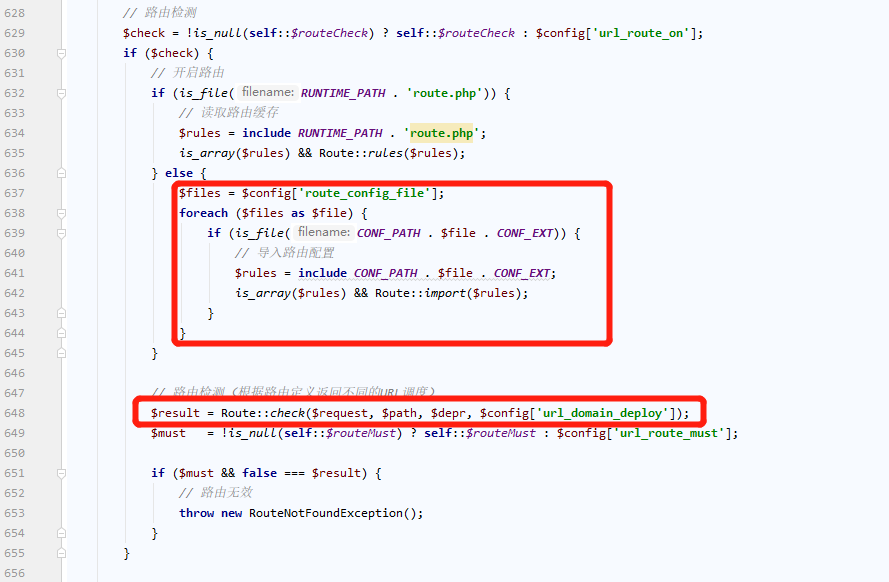 628 // 路由检测
629 $check = !is_null(self::$routeCheck) ? self::$routeCheck : $config['url_route_on'];
630 if ($check) {
631 // 开启路由
632 if (is_file( filename: RUNTIME_PATH . 'route.php')) {
633 // 读取路由缓存
634 $rules = include RUNTIME_PATH . 'route.php';
635 is_array($rules) && Route::rules($rules);
636 } else {
637 $files = $config['route_config_file'];
638 foreach ($files as $file) {
639 if (is_file( filename: CONF_PATH . $file . CONF_EXT)) {
640 // 导入路由配置
641 $rules = include CONF_PATH . $file . CONF_EXT;
642 is_array($rules) && Route::import($rules);
643 }
644 }
645 }
646
647 // 路由检测（根据路由定义返回不同的URL调度）
648 $result = Route::check($request, $path, $depr, $config['url_domain_deploy']);
649 $must = !is_null(self::$routeMust) ? self::$routeMust : $config['url_route_must'];
650
651 if ($must && false === $result) {
652 // 路由无效
653 throw new RouteNotFoundException();
654 }
655 }
656